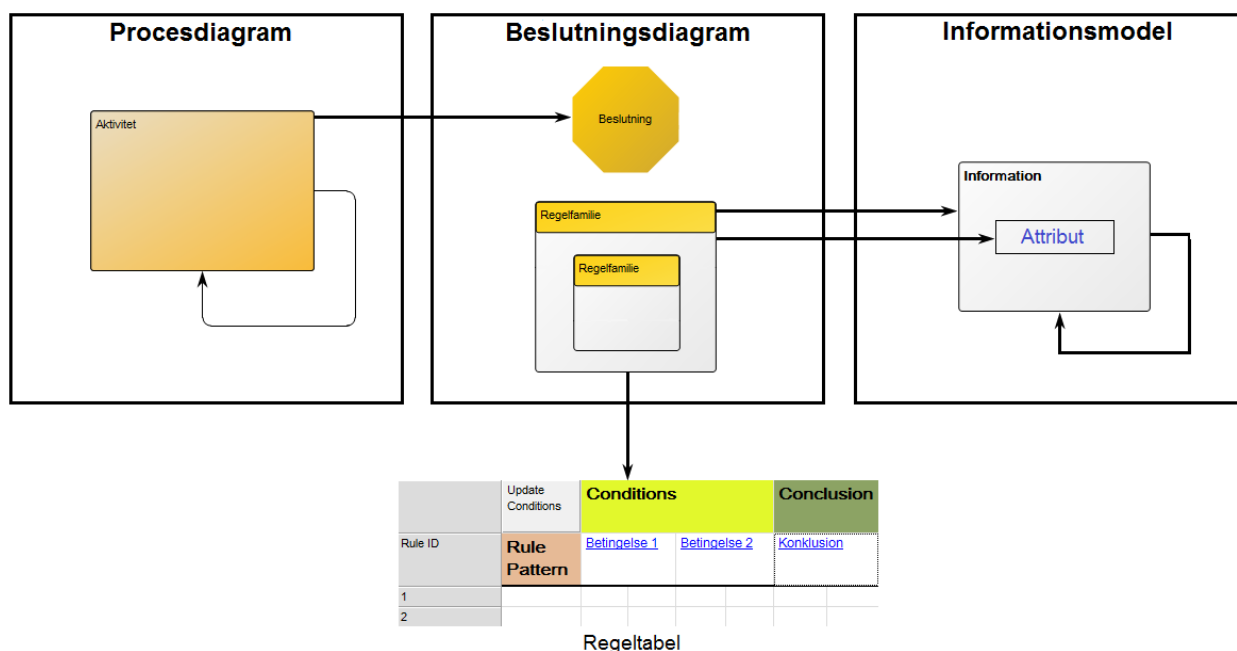 Procesdiagram
Aktivitet
Beslutningsdiagram
Beslutning
Regelfamilie
Regelfamilie
Informationsmodel
Information
Attribut
Update
Conditions
Conditions
Conclusion
Rule ID
Rule
Pattern
Betingelse 1
Betingelse 2
Konklusion
1
2
Regeltabel